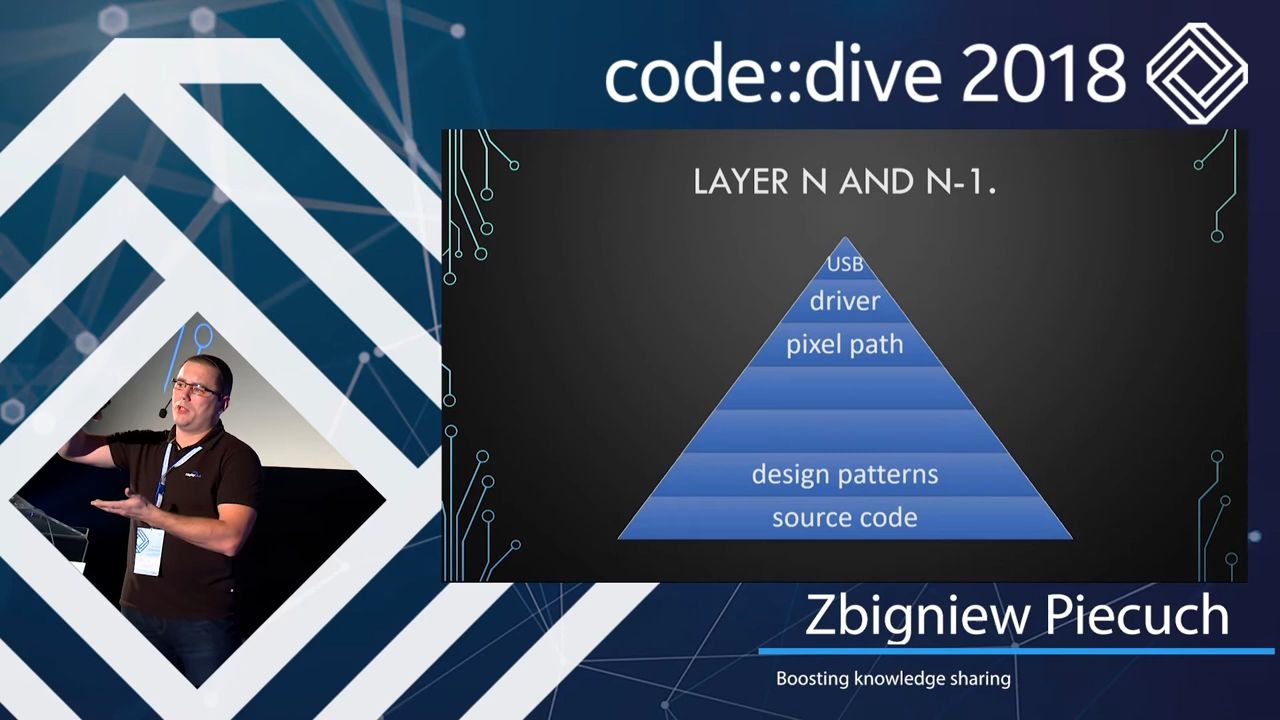 code::dive 2018
LAYER N AND N-1.
USB
driver
pixel path
design patterns
source code
Zbigniew Piecuch
Boosting knowledge sharing